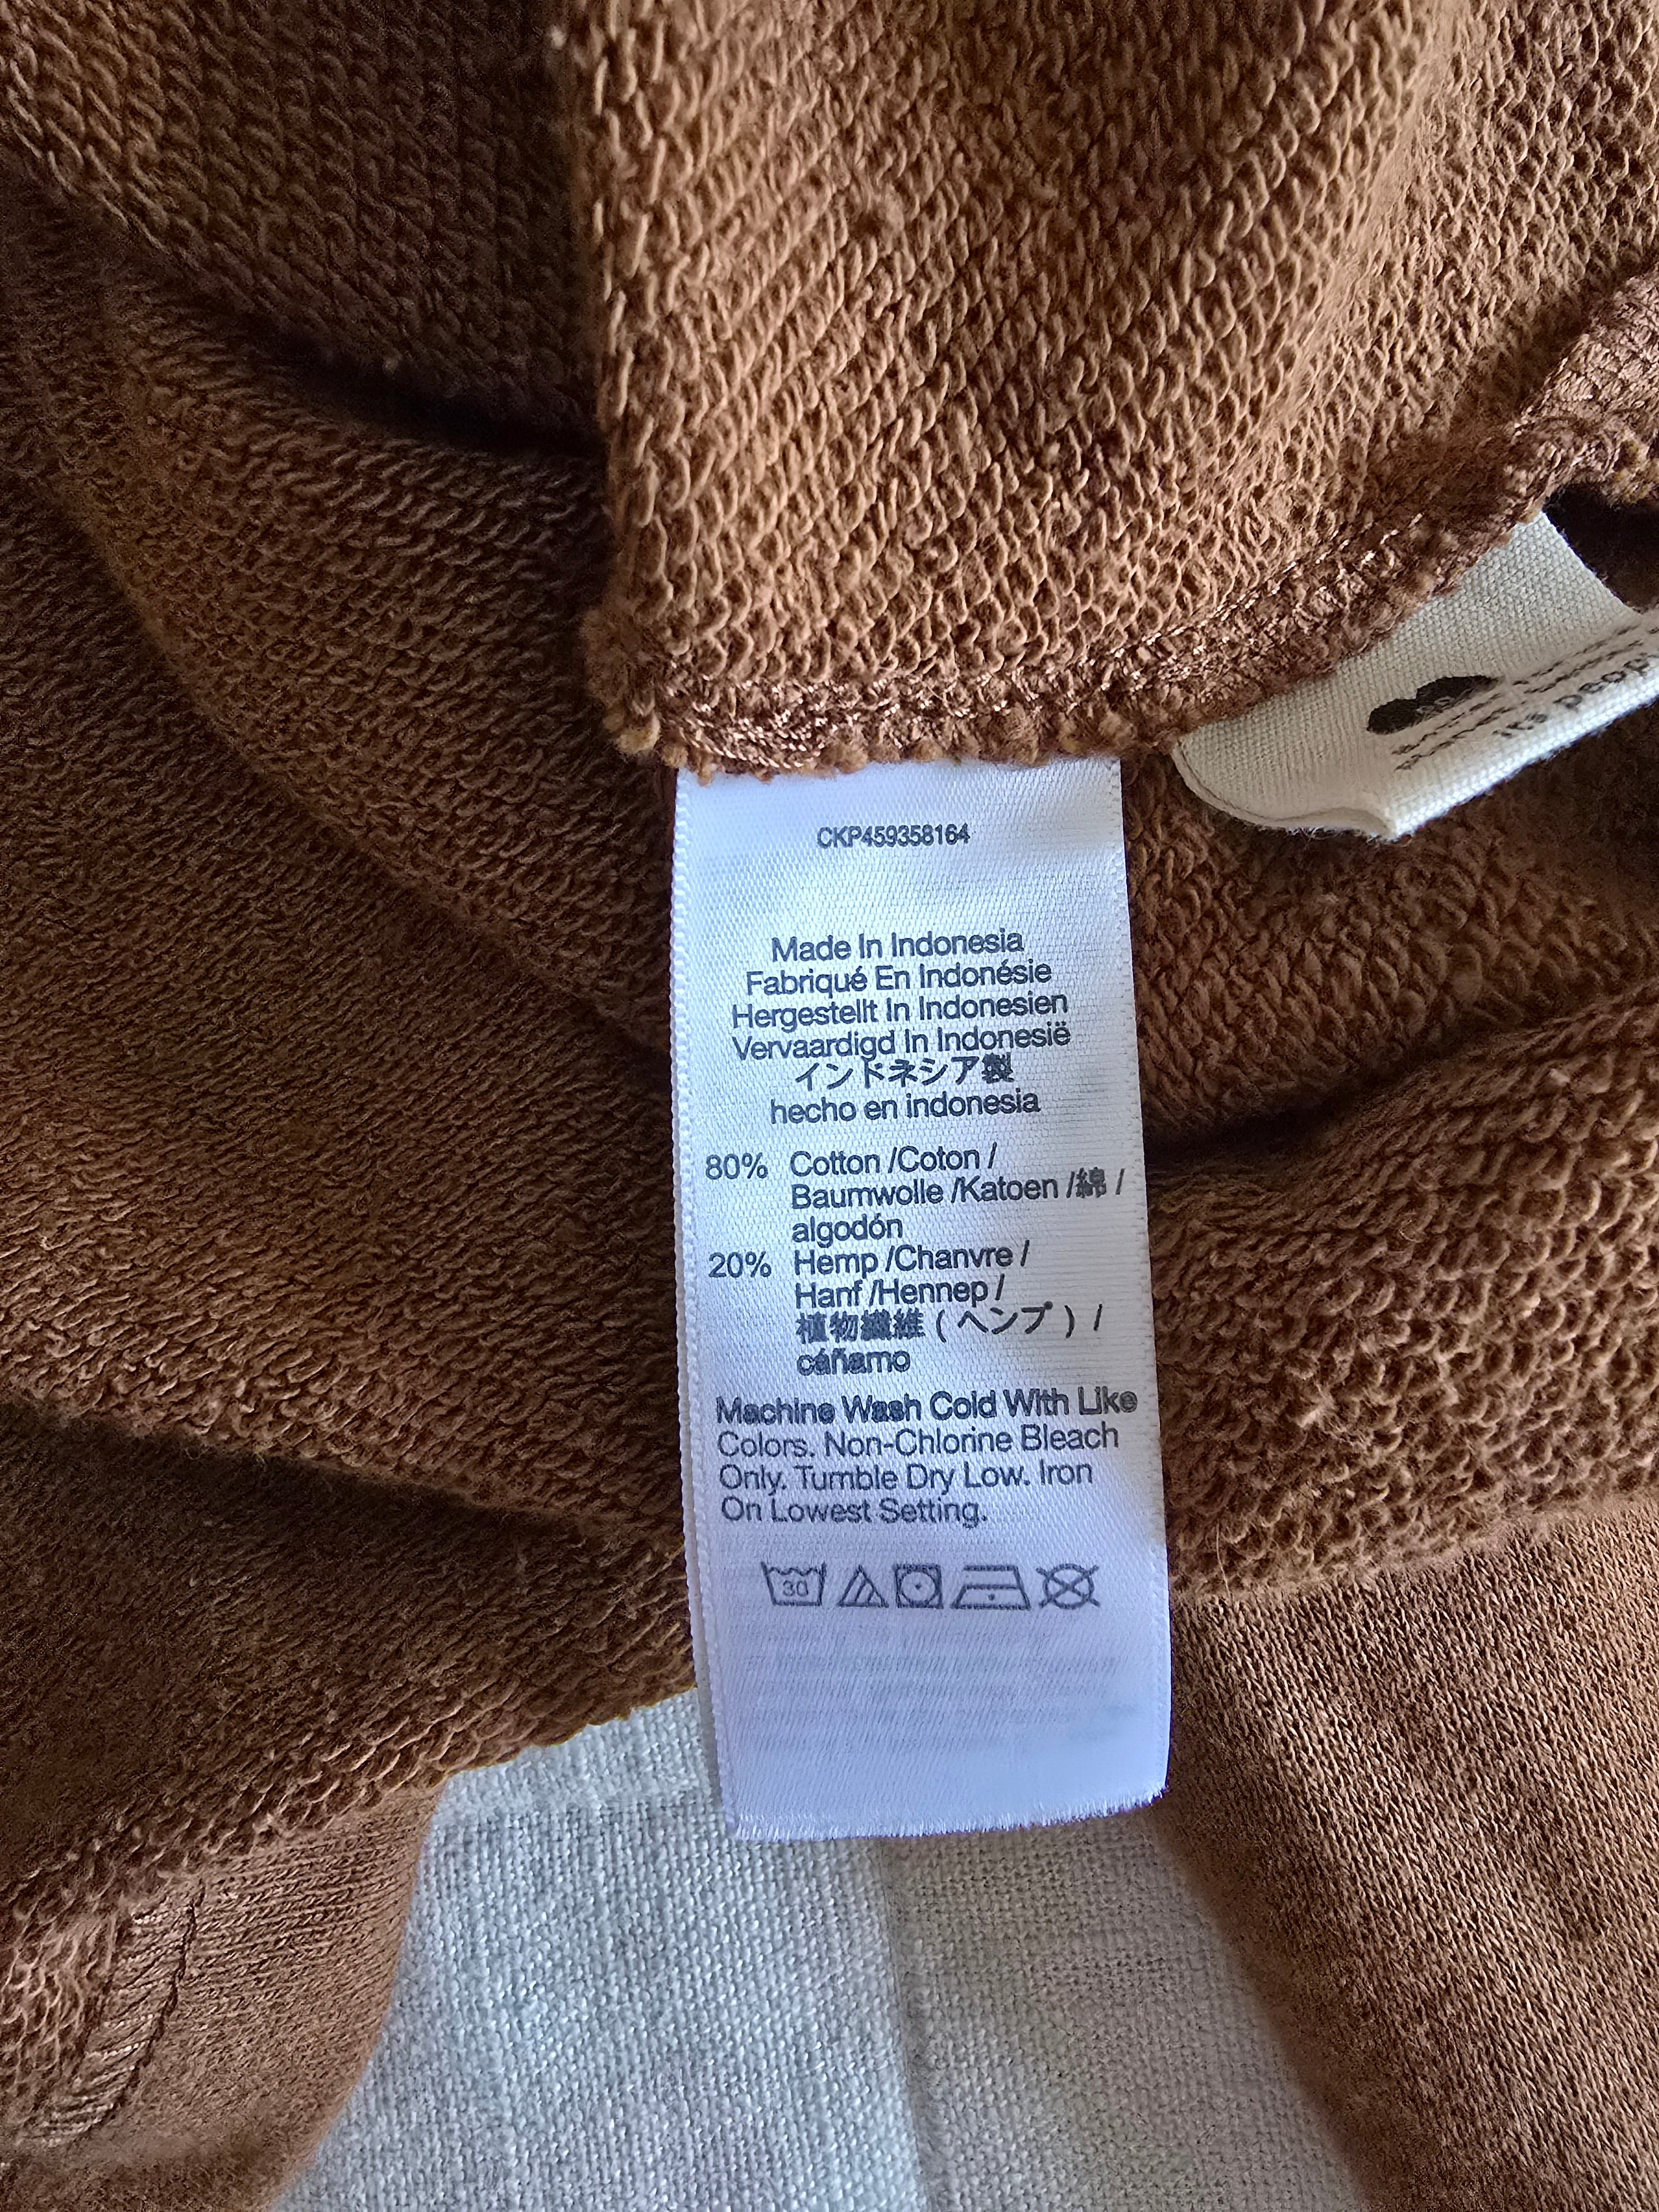 CKP459358164
Made In Indonesia
Fabriqué En Indonésie
Hergestellt In Indonesien
Vervaardigd In Indonesië
インドネシア製
hecho en indonesia
80% Cotton /Coton /
Baumwolle /Katoen /綿 /
algodón
20% Hemp /Chanvre /
Hanf /Hennep /
植物繊維 (ヘンプ) /
cáñamo
Machine Wash Cold With Like
Colors. Non-Chlorine Bleach
Only. Tumble Dry Low. Iron
On Lowest Setting.
30
its